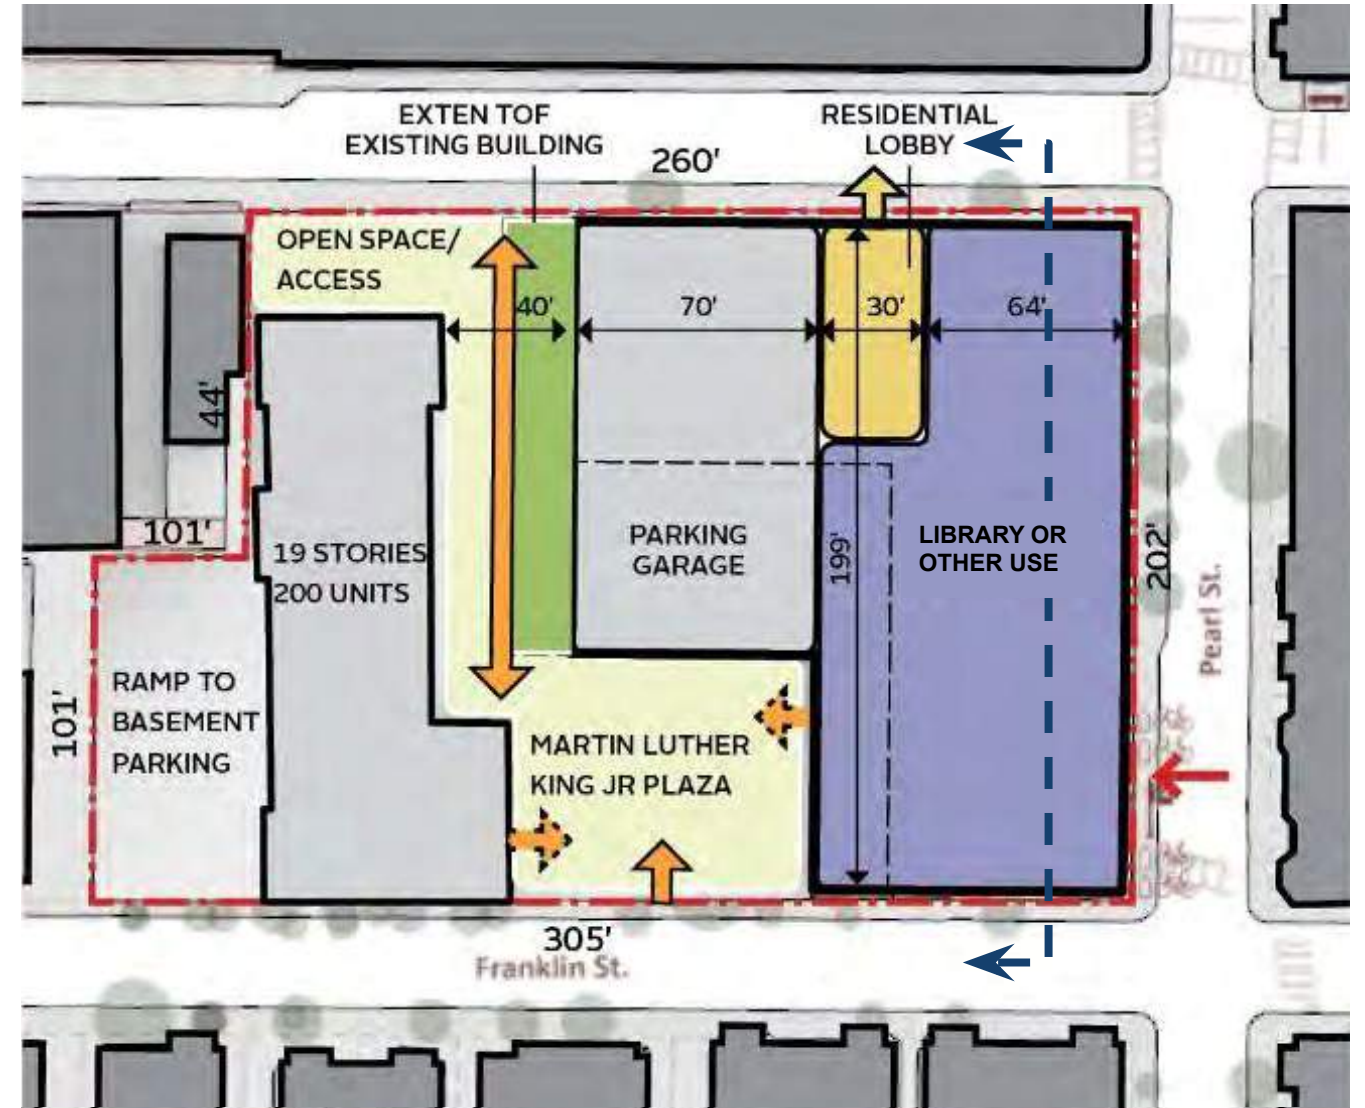 EXTEN TOF
EXISTING BUILDING
RESIDENTIAL
LOBBY
260'
OPEN SPACE/
ACCESS
40'
70'
30'
64'
44'
101'
19 STORIES
200 UNITS
PARKING
GARAGE
199'
LIBRARY OR
OTHER USE
202'
Pearl St.
RAMP TO
BASEMENT
PARKING
101'
MARTIN LUTHER
KING JR PLAZA
305'
Franklin St.